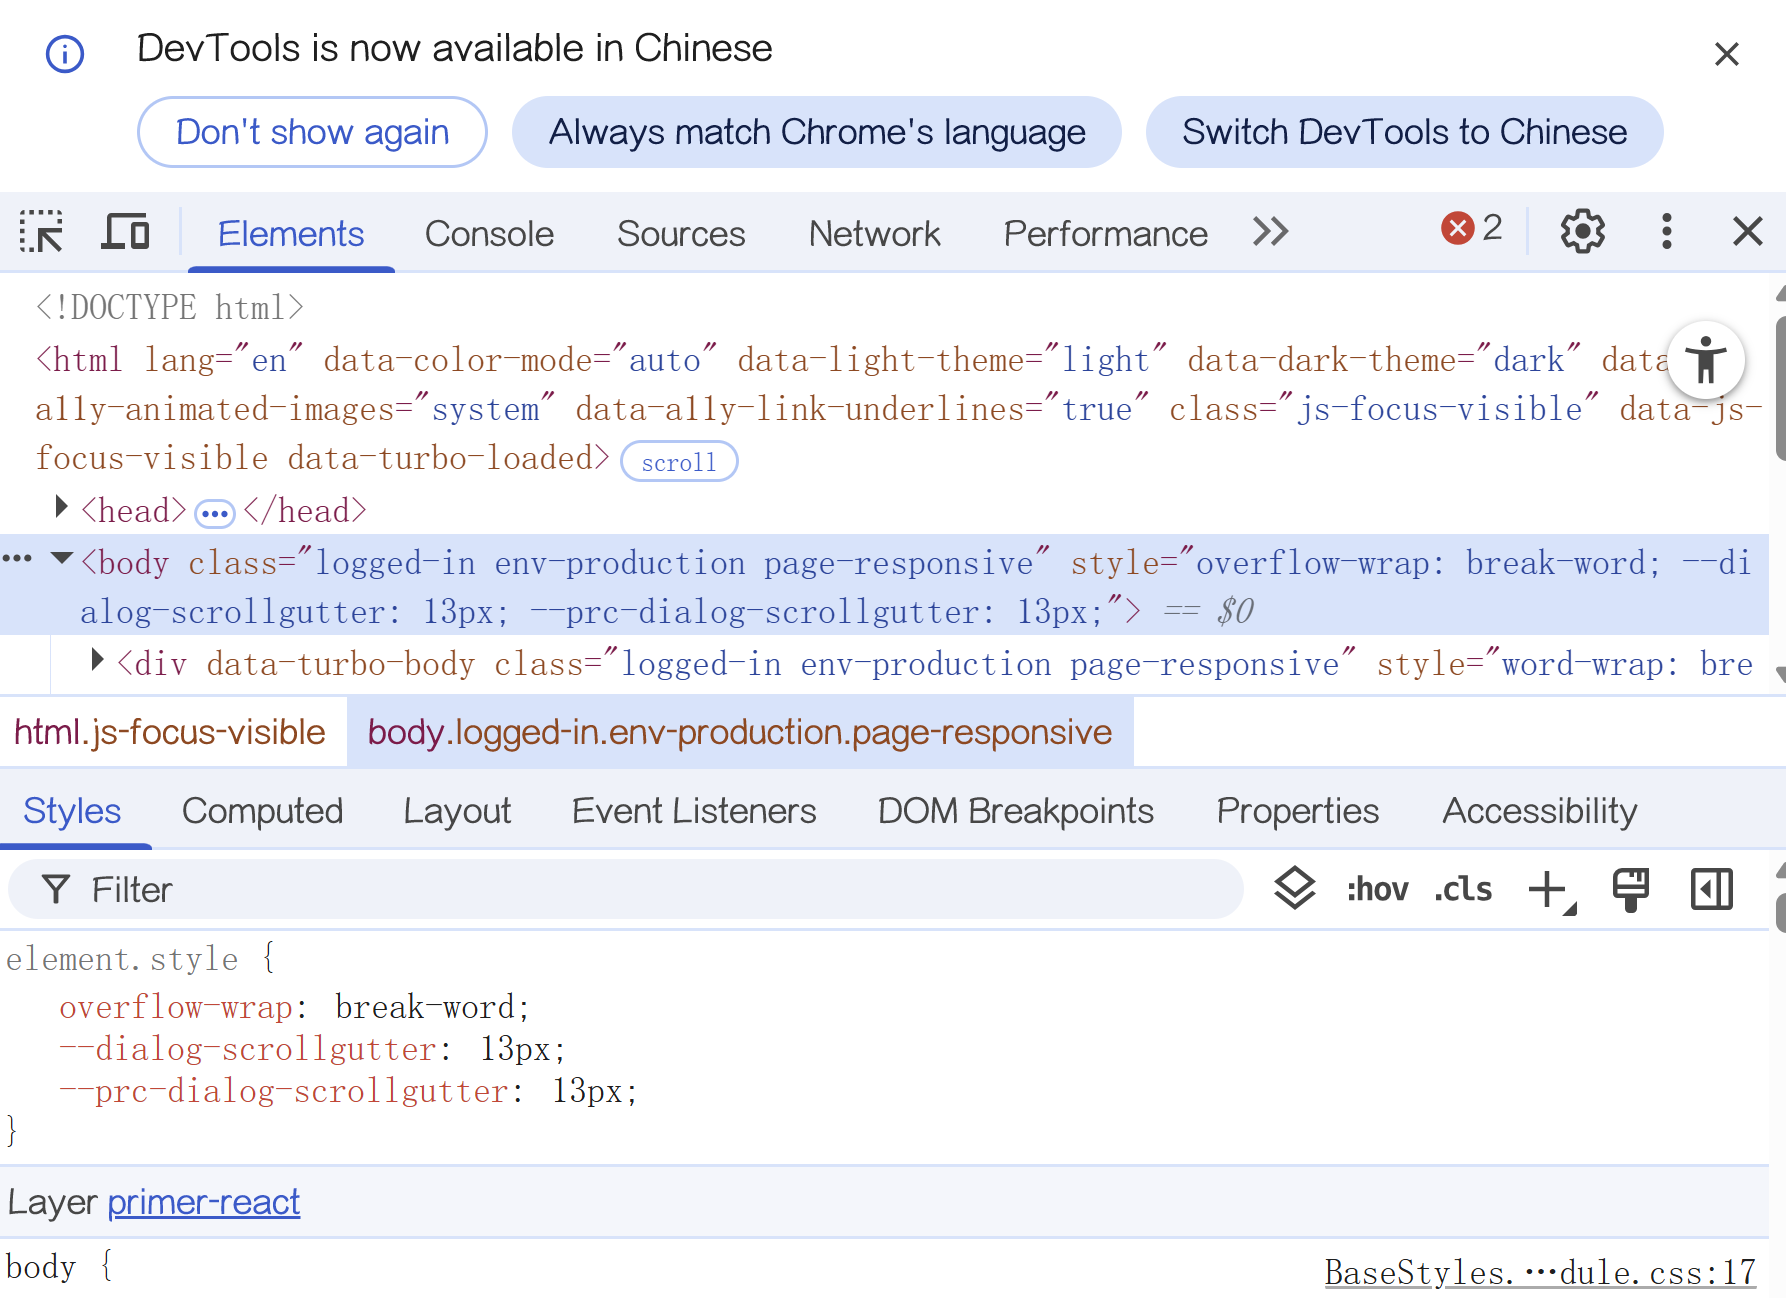 DevTools is now available in Chinese
Don't show again
Always match Chrome's language
Switch DevTools to Chinese
Elements
Console
Sources
Network
Performance
2
<!DOCTYPE html>
<html lang="en" data-color-mode="auto" data-light-theme="light" data-dark-theme="dark" data
a11y-animated-images="system" data-a11y-link-underlines="true" class="js-focus-visible" data-js-
focus-visible data-turbo-loaded> scroll
<head> ••• </head>
••• <body class="logged-in env-production page-responsive" style="overflow-wrap: break-word; --di
alog-scrollgutter: 13px; --prc-dialog-scrollgutter: 13px;"> == $0
<div data-turbo-body class="logged-in env-production page-responsive" style="word-wrap: bre
html.js-focus-visible
body.logged-in.env-production.page-responsive
Styles
Computed
Layout
Event Listeners
DOM Breakpoints
Properties
Accessibility
Filter
:hov
.cls
element.style {
overflow-wrap: break-word;
--dialog-scrollgutter: 13px;
--prc-dialog-scrollgutter: 13px;
}
Layer primer-react
body {
BaseStyles.…dule.css:17